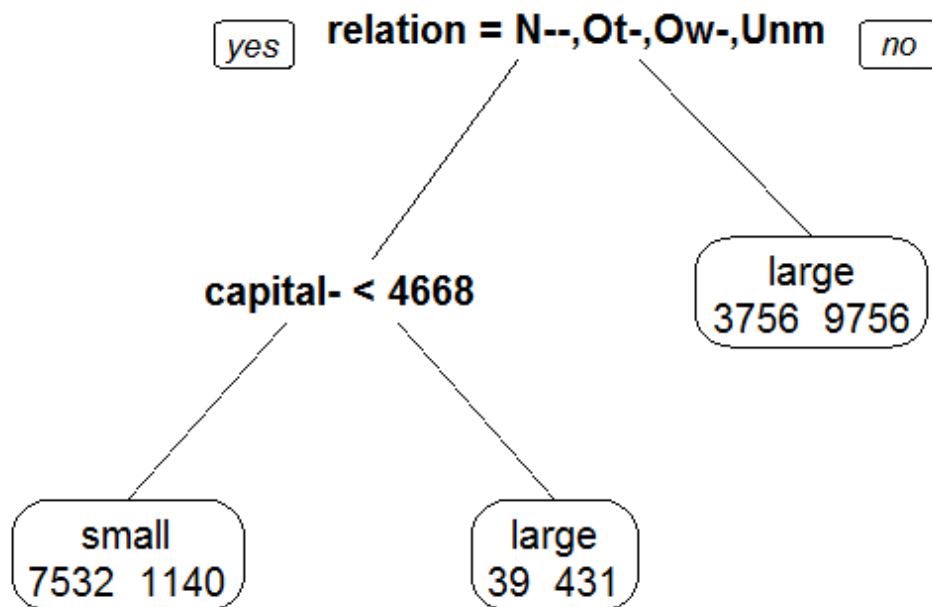 yes
relation = N--,Ot-,Ow-,Unm
no
capital- < 4668
large
3756 9756
small
7532 1140
large
39 431